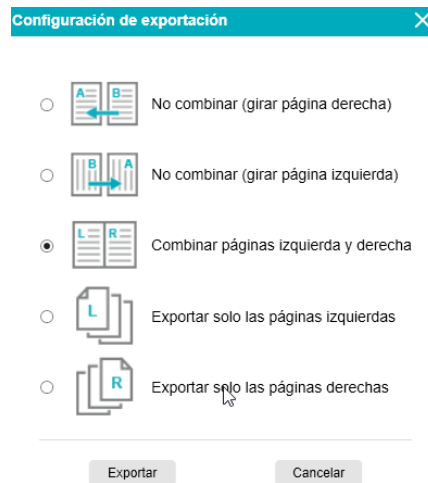 Configuración de exportación
A B
No combinar (girar página derecha)
B A
No combinar (girar página izquierda)
L R
Combinar páginas izquierda y derecha
L
Exportar solo las páginas izquierdas
R
Exportar solo las páginas derechas
Exportar Cancelar